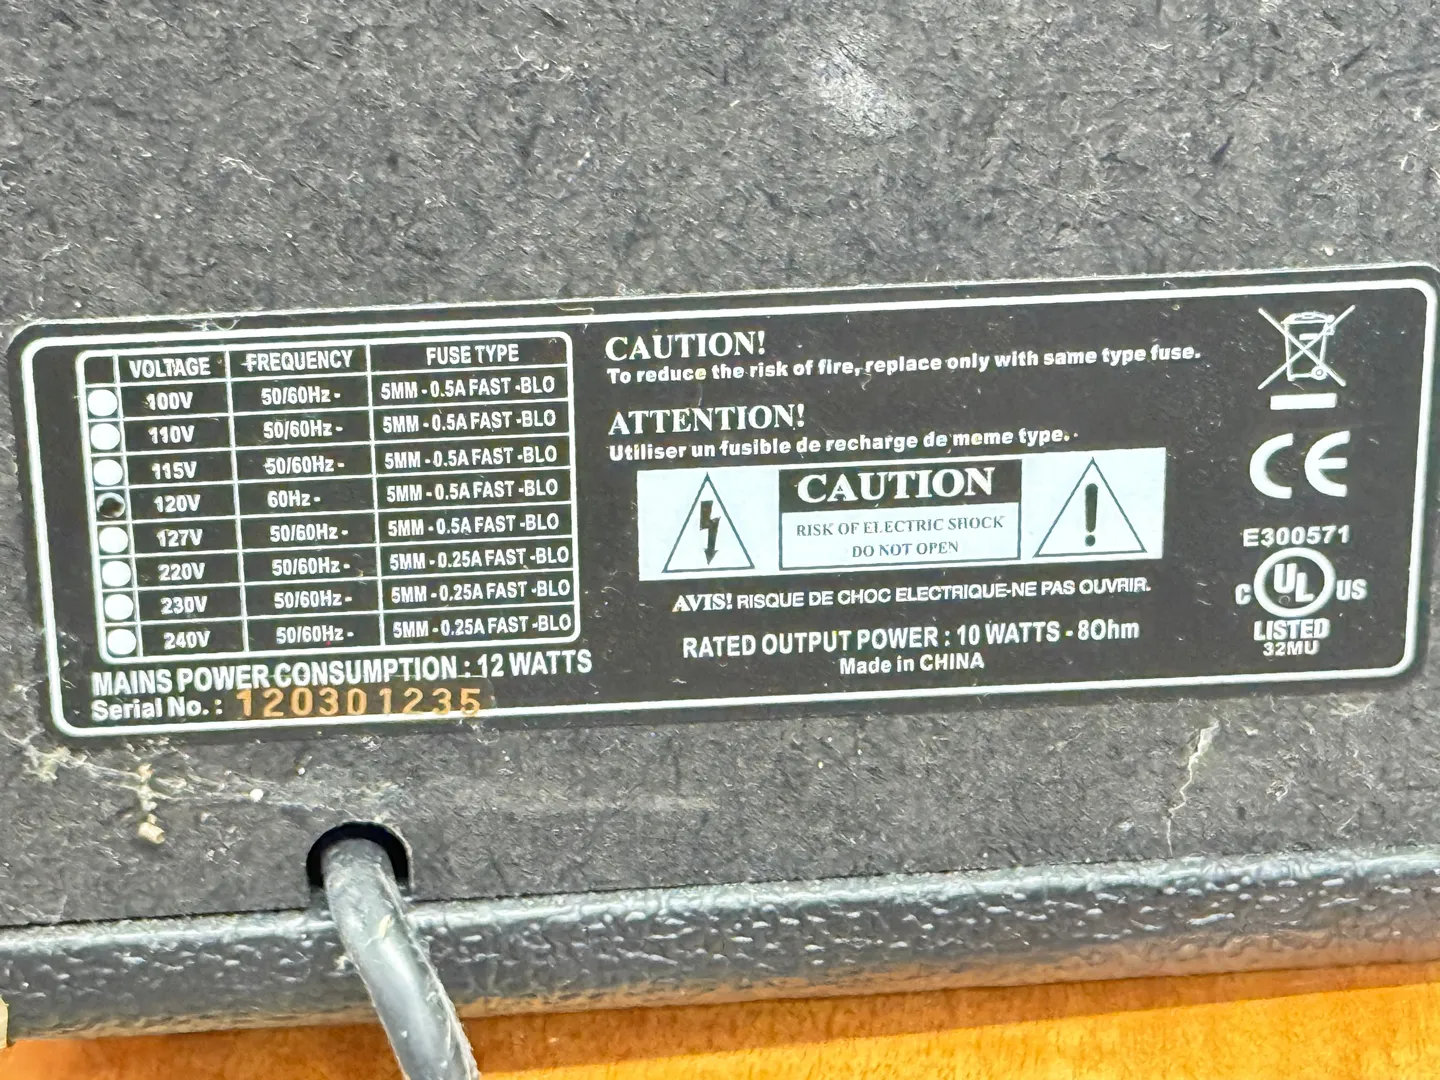 VOLTAGE FREQUENCY FUSE TYPE
100V 50/60Hz- 5MM - 0.5A FAST -BLO
110V 50/60Hz- 5MM - 0.5A FAST -BLO
115V 50/60Hz- 5MM - 0.5A FAST -BLO
120V 60Hz- 5MM - 0.5A FAST -BLO
127V 50/60Hz- 5MM - 0.5A FAST -BLO
220V 50/60Hz- 5MM - 0.25A FAST -BLO
230V 50/60Hz- 5MM - 0.25A FAST -BLO
240V 50/60Hz- 5MM - 0.25A FAST -BLO
MAINS POWER CONSUMPTION : 12 WATTS
Serial No. : 120301235
CAUTION!
To reduce the risk of fire, replace only with same type fuse.
ATTENTION!
Utiliser un fusible de recharge de meme type.
CAUTION
RISK OF ELECTRIC SHOCK
DO NOT OPEN
AVIS! RISQUE DE CHOC ELECTRIQUE-NE PAS OUVRIR.
RATED OUTPUT POWER : 10 WATTS - 8Ohm
Made in CHINA
CE
E300571
C UL US
LISTED
32MU